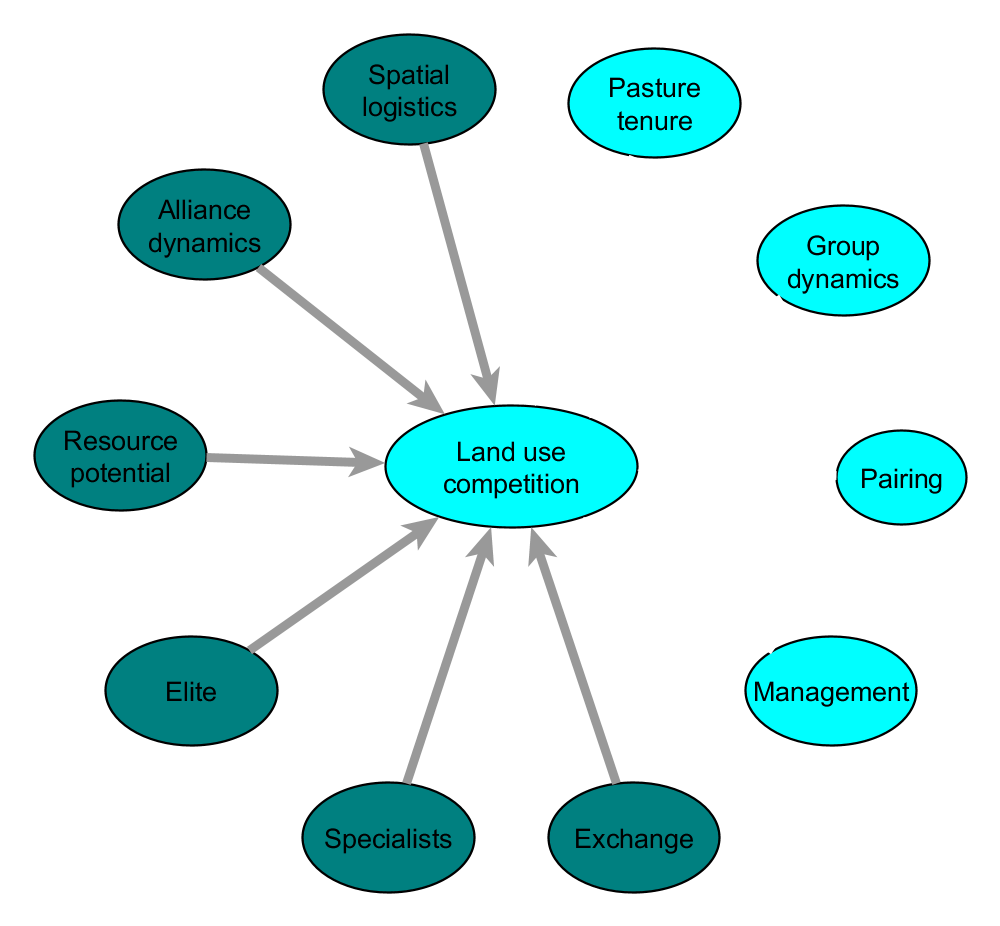 Spatial
logistics
Pasture
tenure
Alliance
dynamics
Group
dynamics
Resource
potential
Land use
competition
Pairing
Elite
Management
Specialists
Exchange